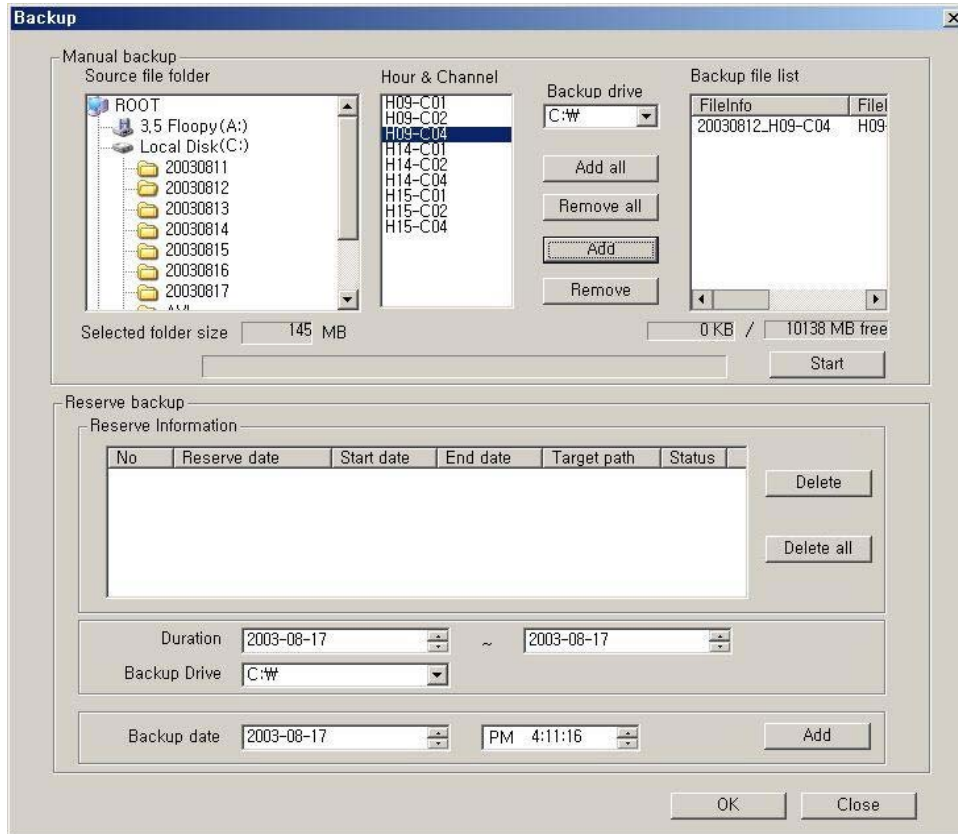 Backup
Manual backup
Source file folder
ROOT
3,5 Floopy(A:)
Local Disk(C:)
20030811
20030812
20030813
20030814
20030815
20030816
20030817
Selected folder size 145 MB
Hour & Channel
H09-C01
H09-C02
H09-C04
H14-C01
H14-C02
H14-C04
H15-C01
H15-C02
H15-C04
Backup drive
C:₩
Add all
Remove all
Add
Remove
Backup file list
FileInfo
20030812_H09-C04 H09-
0 KB / 10138 MB free
Start
Reserve backup
Reserve Information
No Reserve date Start date End date Target path Status
Delete
Delete all
Duration 2003-08-17 ~ 2003-08-17
Backup Drive C:₩
Backup date 2003-08-17 PM 4:11:16 Add
OK Close